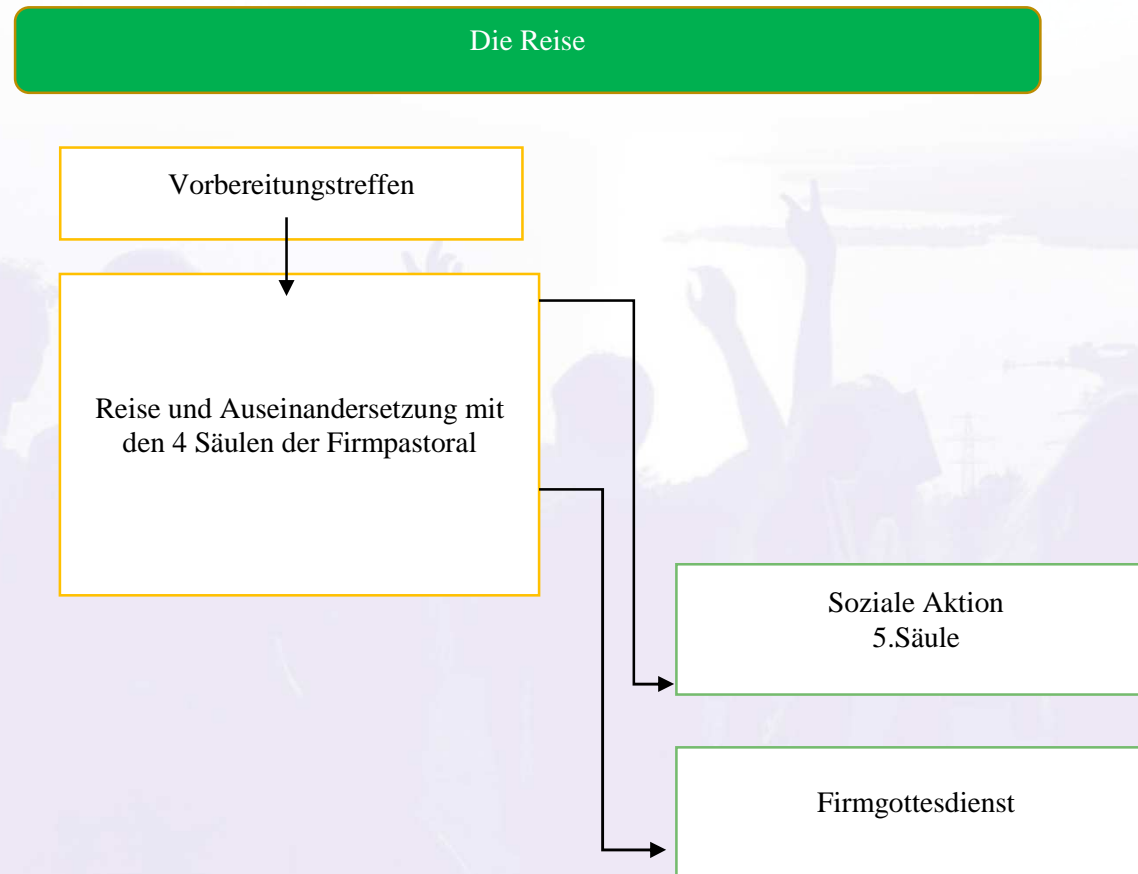 Die Reise
Vorbereitungstreffen
Reise und Auseinandersetzung mit
den 4 Säulen der Firmpastoral
Soziale Aktion
5.Säule
Firmgottesdienst